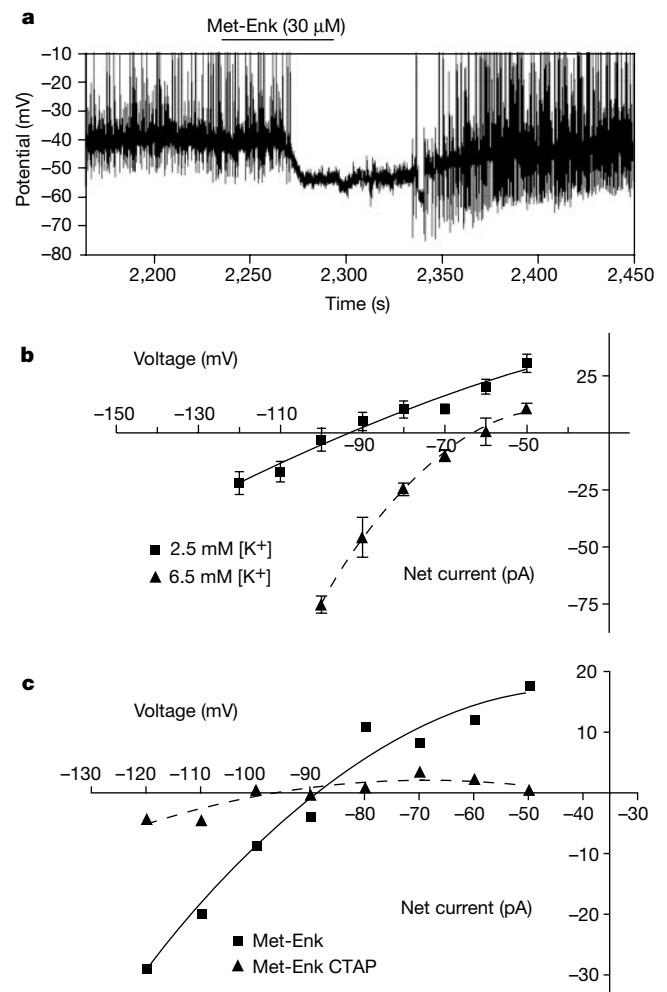 a
Met-Enk (30 μM)
Potential (mV)
−10
−20
−30
−40
−50
−60
−70
−80
2,200 2,250 2,300 2,350 2,400 2,450
Time (s)
b
Voltage (mV)
−150 −130 −110
−90 −70 −50
25
−25
−50
−75
2.5 mM [K⁺]
6.5 mM [K⁺]
Net current (pA)
c
Voltage (mV)
−130 −120 −110 −100 −90
−80 −70 −60 −50 −40 −30
20
10
−10
−20
−30
Net current (pA)
Met-Enk
Met-Enk CTAP